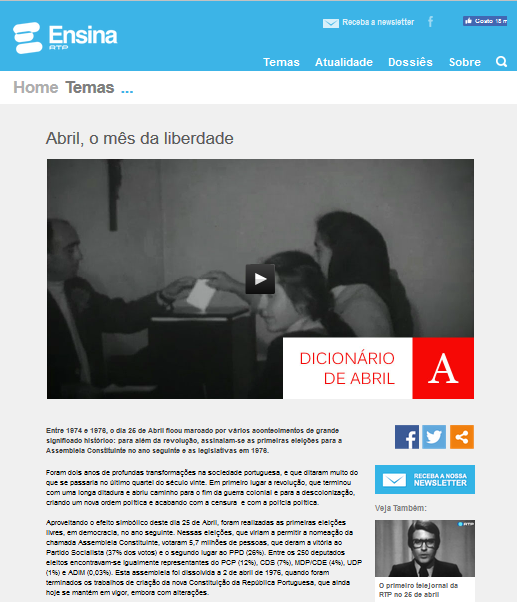 Ensina
RTP
Receba a newsletter
Gosto 18 m
Temas Atualidade Dossiês Sobre
Home Temas ...
Abril, o mês da liberdade
DICIONÁRIO
DE ABRIL
A
Entre 1974 e 1976, o dia 25 de Abril ficou marcado por vários acontecimentos de grande
significado histórico: para além da revolução, assinalam-se as primeiras eleições para a
Assembleia Constituinte no ano seguinte e as legislativas em 1976.
RECEBA A NOSSA
NEWSLETTER
Foram dois anos de profundas transformações na sociedade portuguesa, e que ditaram muito do
que se passaria no último quartel do século vinte. Em primeiro lugar a revolução, que terminou
com uma longa ditadura e abriu caminho para o fim da guerra colonial e para a descolonização,
criando um nova ordem política e acabando com a censura e com a polícia política.
Aproveitando o efeito simbólico deste dia 25 de Abril, foram realizadas as primeiras eleições
livres, em democracia, no ano seguinte. Nessas eleições, que viriam a permitir a nomeação da
chamada Assembleia Constituinte, votaram 5,7 milhões de pessoas, que deram a vitória ao
Partido Socialista (37% dos votos) e o segundo lugar ao PPD (26%). Entre os 250 deputados
eleitos encontravam-se igualmente representantes do PCP (12%), CDS (7%), MDP/CDE (4%), UDP
(1%) e ADIM (0,03%). Esta assembleia foi dissolvida a 2 de abril de 1976, quando foram
terminados os trabalhos de criação da nova Constituição da República Portuguesa, que ainda
hoje se mantém em vigor, embora com alterações.
Veja Também:
RTP
O primeiro telejornal da
RTP no 25 de abril